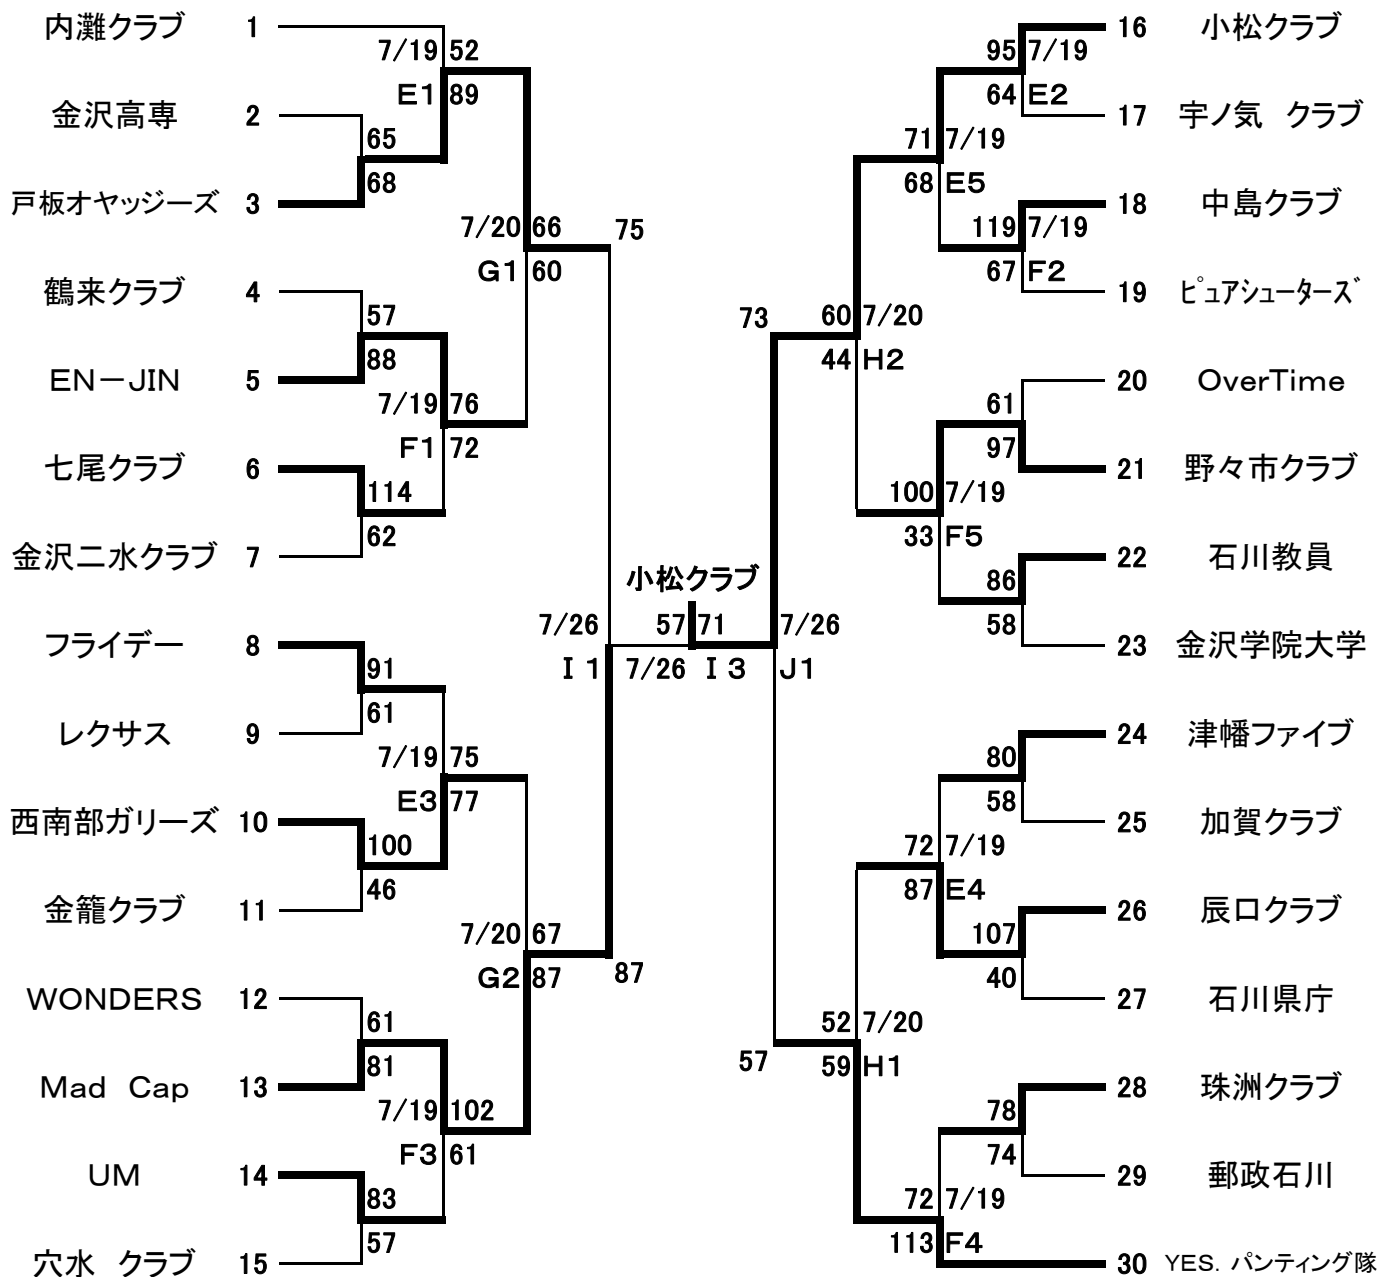 内灘クラブ 1
7/19 52
E1 89
金沢高専 2
65
68
戸板オヤッジーズ 3
7/20 66 75
G1 60
鶴来クラブ 4
57
88
EN-JIN 5
7/19 76
F1 72
七尾クラブ 6
114
62
金沢二水クラブ 7
フライデー 8
91
61
レクサス 9
7/19 75
E3 77
西南部ガリーズ 10
100
46
金籠クラブ 11
7/20 67
G2 87 87
WONDERS 12
61
81
Mad Cap 13
7/19 102
F3 61
UM 14
83
57
穴水 クラブ 15
小松クラブ
7/26 57 71 7/26
I 1 7/26 I 3 J1
95 7/19 16 小松クラブ
64 E2
17 宇ノ気 クラブ
71 7/19
68 E5
18 中島クラブ
119 7/19
67 F2
19 ピュアシューターズ
73 60 7/20
44 H2
20 OverTime
61
97
21 野々市クラブ
100 7/19
33 F5
22 石川教員
86
58
23 金沢学院大学
24 津幡ファイブ
80
58
25 加賀クラブ
72 7/19
87 E4
26 辰口クラブ
107
40
27 石川県庁
52 7/20
57 59 H1
28 珠洲クラブ
78
74
29 郵政石川
72 7/19
113 F4
30 YES. パンティング隊